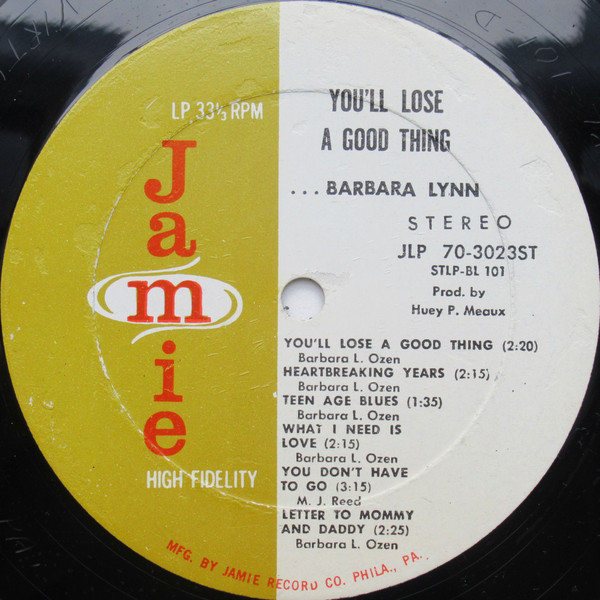 LP 33⅓ RPM
Jamie
HIGH FIDELITY
YOU'LL LOSE
A GOOD THING
...BARBARA LYNN
STEREO
JLP 70-3023ST
STLP-BL 101
Prod. by
Huey P. Meaux
YOU'LL LOSE A GOOD THING (2:20)
Barbara L. Ozen
HEARTBREAKING YEARS (2:15)
Barbara L. Ozen
TEEN AGE BLUES (1:35)
Barbara L. Ozen
WHAT I NEED IS
LOVE (2:15)
Barbara L. Ozen
YOU DON'T HAVE
TO GO (3:15)
M. J. Reed
LETTER TO MOMMY
AND DADDY (2:25)
Barbara L. Ozen
MFG. BY JAMIE RECORD CO. PHILA., PA.